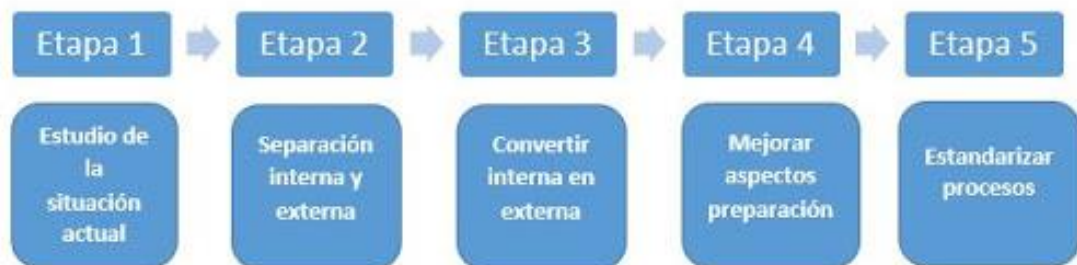 Etapa 1
Etapa 2
Etapa 3
Etapa 4
Etapa 5
Estudio de
la
situación
actual
Separación
interna y
externa
Convertir
interna en
externa
Mejorar
aspectos
preparación
Estandarizar
procesos